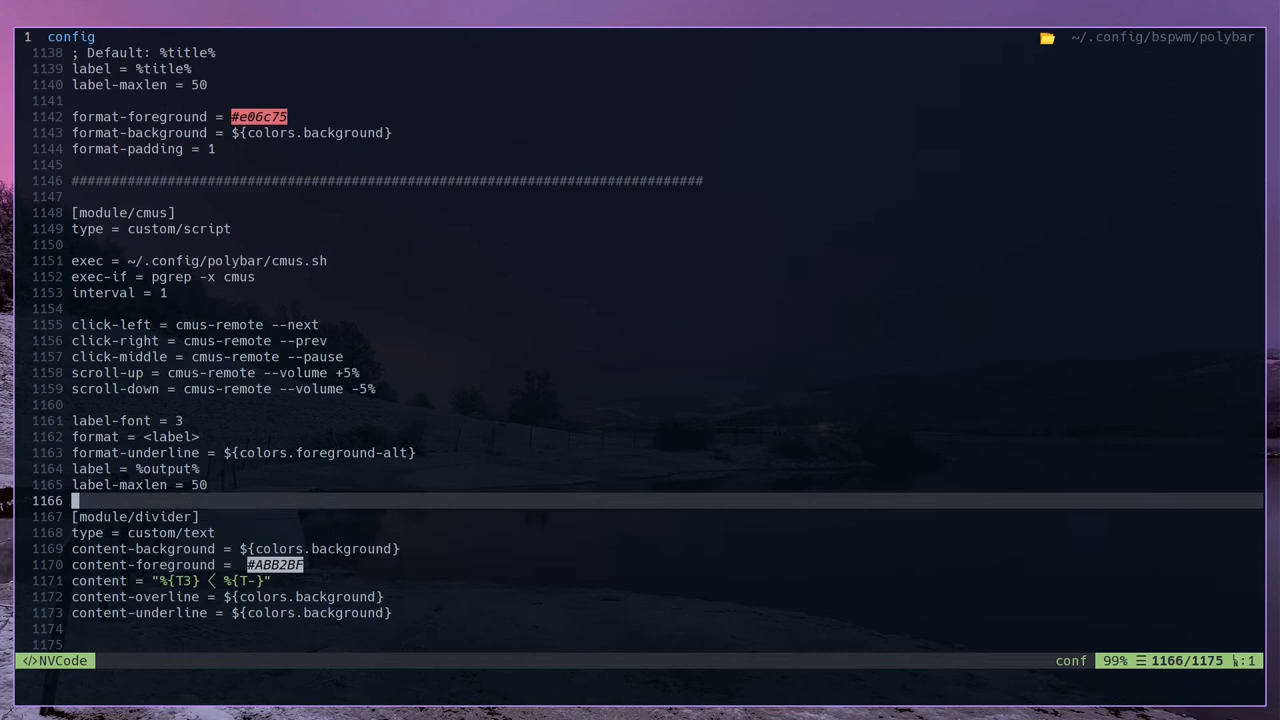 1 config ~/.config/bspwm/polybar
1138 ; Default: %title%
1139 label = %title%
1140 label-maxlen = 50
1141
1142 format-foreground = #e06c75
1143 format-background = ${colors.background}
1144 format-padding = 1
1145
1146 ###############################################################################
1147
1148 [module/cmus]
1149 type = custom/script
1150
1151 exec = ~/.config/polybar/cmus.sh
1152 exec-if = pgrep -x cmus
1153 interval = 1
1154
1155 click-left = cmus-remote --next
1156 click-right = cmus-remote --prev
1157 click-middle = cmus-remote --pause
1158 scroll-up = cmus-remote --volume +5%
1159 scroll-down = cmus-remote --volume -5%
1160
1161 label-font = 3
1162 format = <label>
1163 format-underline = ${colors.foreground-alt}
1164 label = %output%
1165 label-maxlen = 50
1166
1167 [module/divider]
1168 type = custom/text
1169 content-background = ${colors.background}
1170 content-foreground =  #ABB2BF
1171 content = "%{T3} 〈 %{T-}"
1172 content-overline = ${colors.background}
1173 content-underline = ${colors.background}
1174
1175
</>NVCode conf 99% ☰ 1166/1175 :1